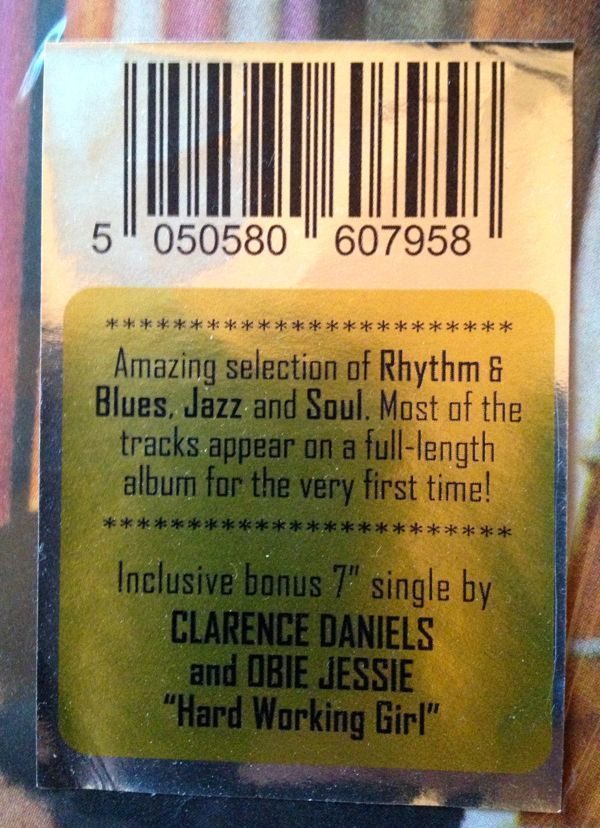 5 050580 607958
************************
Amazing selection of Rhythm &
Blues, Jazz and Soul. Most of the
tracks appear on a full-length
album for the very first time!
************************
Inclusive bonus 7" single by
CLARENCE DANIELS
and OBIE JESSIE
"Hard Working Girl"